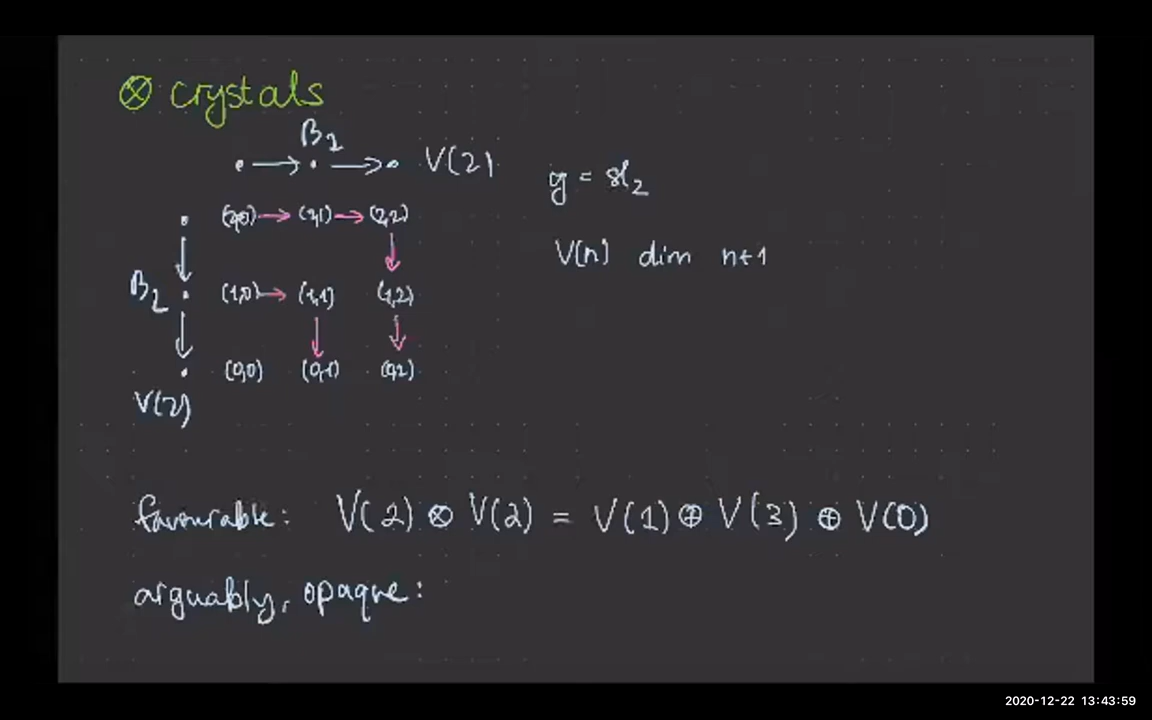 ⊗ crystals
B₂
V(2)
(2,0) → (2,1) → (2,2)
B₂ (1,0) → (1,1) (1,2)
(0,0) (0,1) (0,2)
V(2)
𝔤 = sl₂
V(n) dim n+1
favourable: V(2) ⊗ V(2) = V(1) ⊕ V(3) ⊕ V(0)
arguably, opaque:
2020-12-22 13:43:59